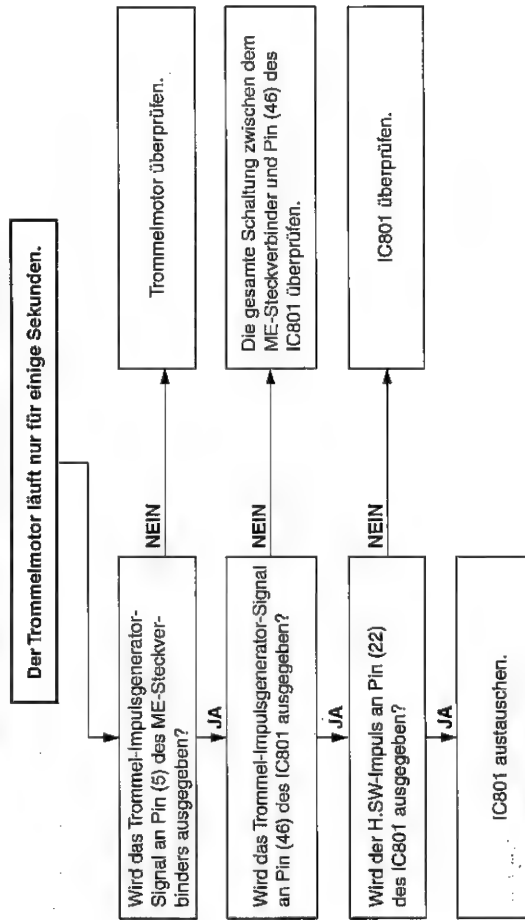 Der Trommelmotor läuft nur für einige Sekunden.
Wird das Trommel-Impulsgenerator-
Signal an Pin (5) des ME-Steckver-
binders ausgegeben?
NEIN
Trommelmotor überprüfen.
JA
Wird das Trommel-Impulsgenerator-Signal
an Pin (46) des IC801 ausgegeben?
NEIN
Die gesamte Schaltung zwischen dem
ME-Steckverbinder und Pin (46) des
IC801 überprüfen.
JA
Wird der H.SW-Impuls an Pin (22)
des IC801 ausgegeben?
NEIN
IC801 überprüfen.
JA
IC801 austauschen.